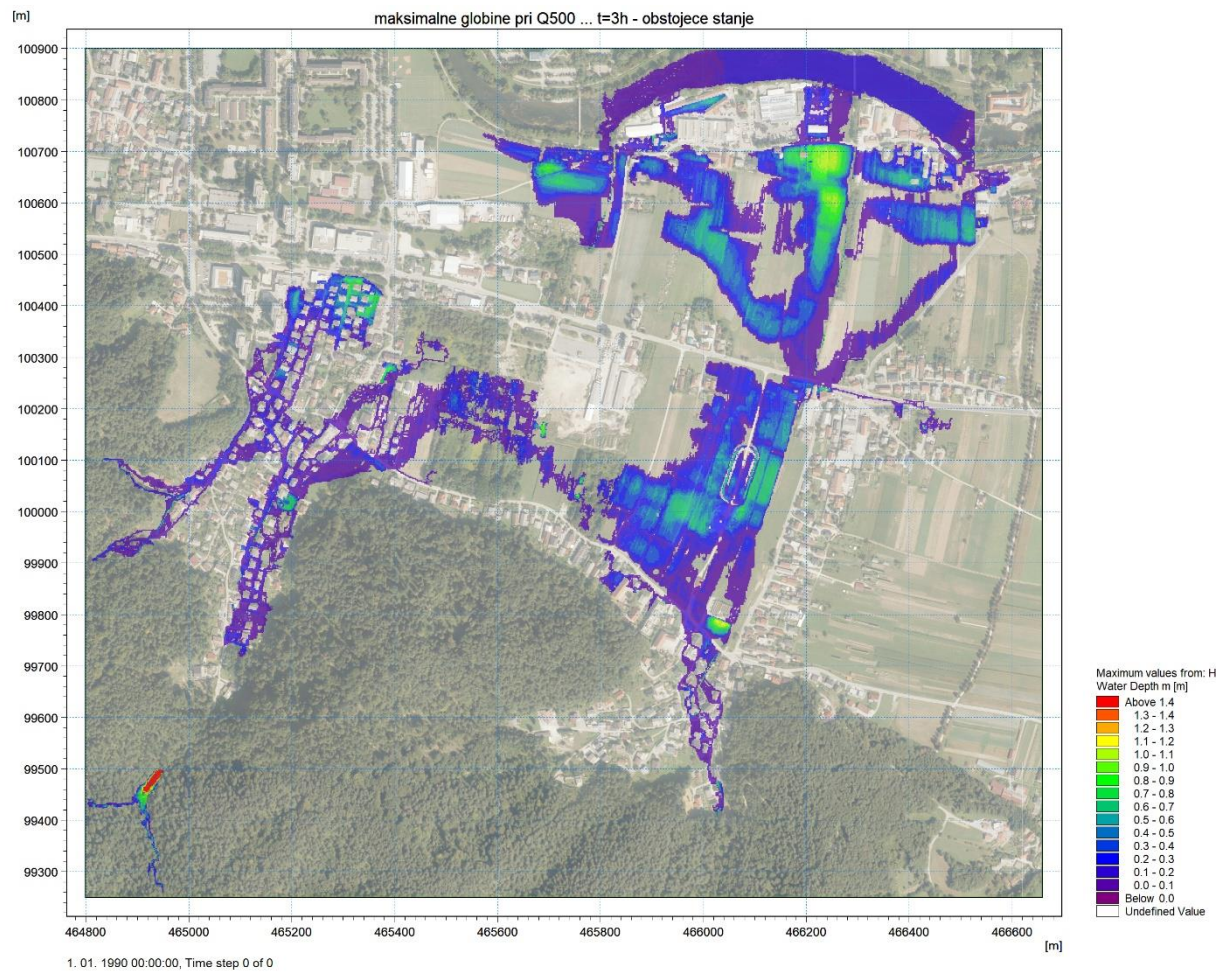 [m]
maksimalne globine pri Q500 ... t=3h - obstojece stanje
100900
100800
100700
100600
100500
100400
100300
100200
100100
100000
99900
99800
99700
99600
99500
99400
99300
464800 465000 465200 465400 465600 465800 466000 466200 466400 466600
[m]
Maximum values from: H
Water Depth m [m]
Above 1.4
1.3 - 1.4
1.2 - 1.3
1.1 - 1.2
1.0 - 1.1
0.9 - 1.0
0.8 - 0.9
0.7 - 0.8
0.6 - 0.7
0.5 - 0.6
0.4 - 0.5
0.3 - 0.4
0.2 - 0.3
0.1 - 0.2
0.0 - 0.1
Below 0.0
Undefined Value
1. 01. 1990 00:00:00, Time step 0 of 0